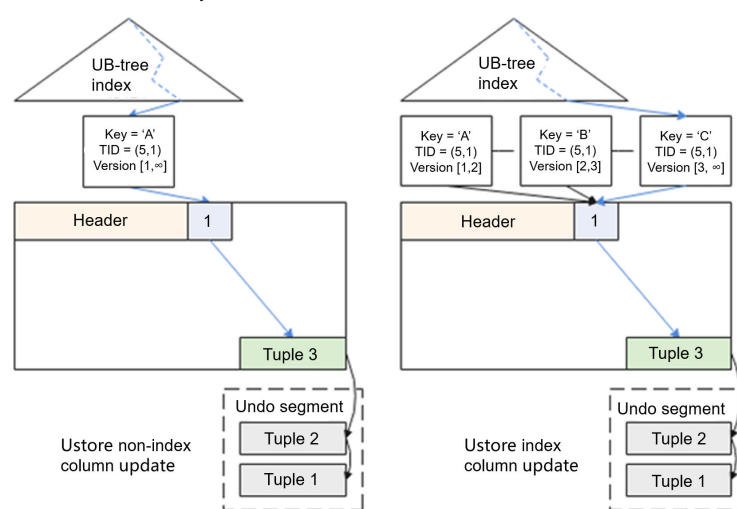 UB-tree
index
Key = ‘A’
TID = (5,1)
Version [1,∞]
Header
1
Tuple 3
Undo segment
Tuple 2
Tuple 1
Ustore non-index
column update
UB-tree
index
Key = ‘A’
TID = (5,1)
Version [1,2]
Key = ‘B’
TID = (5,1)
Version [2,3]
Key = ‘C’
TID = (5,1)
Version [3, ∞]
Header
1
Tuple 3
Undo segment
Tuple 2
Tuple 1
Ustore index
column update